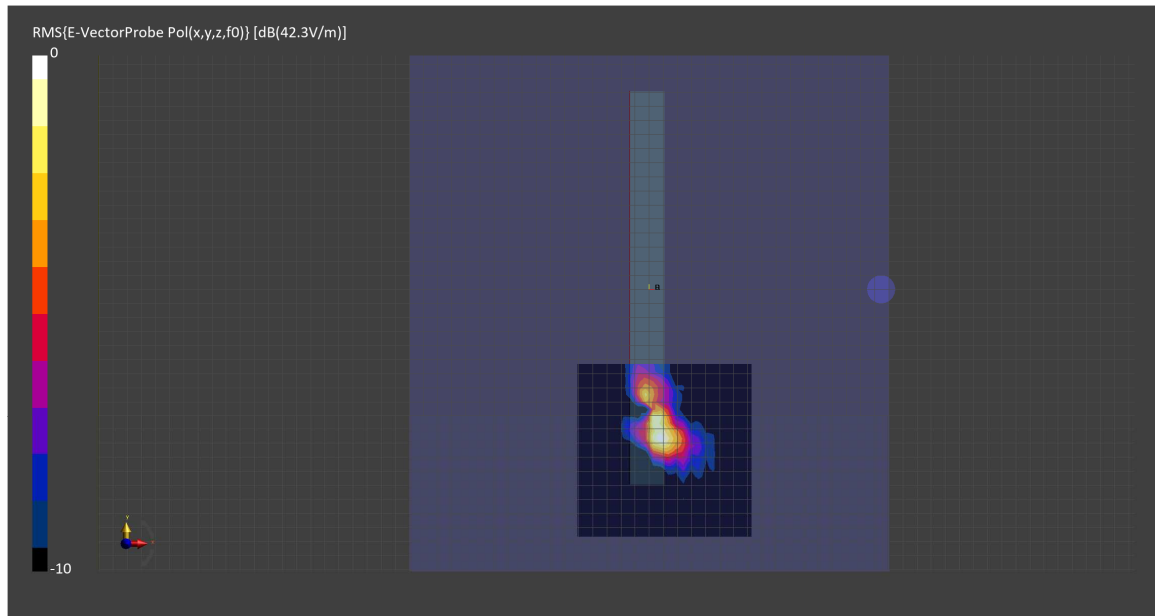 RMS{E-VectorProbe Pol(x,y,z,f0)} [dB(42.3V/m)]
0
B
Y
-10